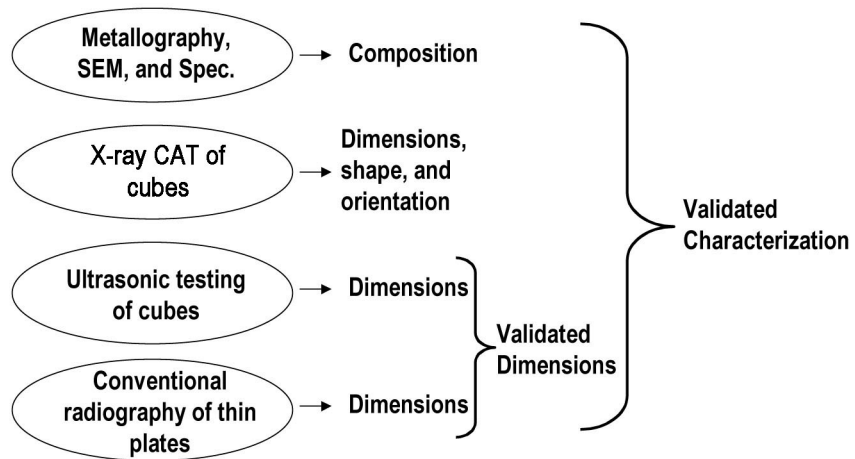 Metallography,
SEM, and Spec.
Composition
X-ray CAT of
cubes
Dimensions,
shape, and
orientation
Ultrasonic testing
of cubes
Dimensions
Conventional
radiography of thin
plates
Dimensions
Validated
Dimensions
Validated
Characterization